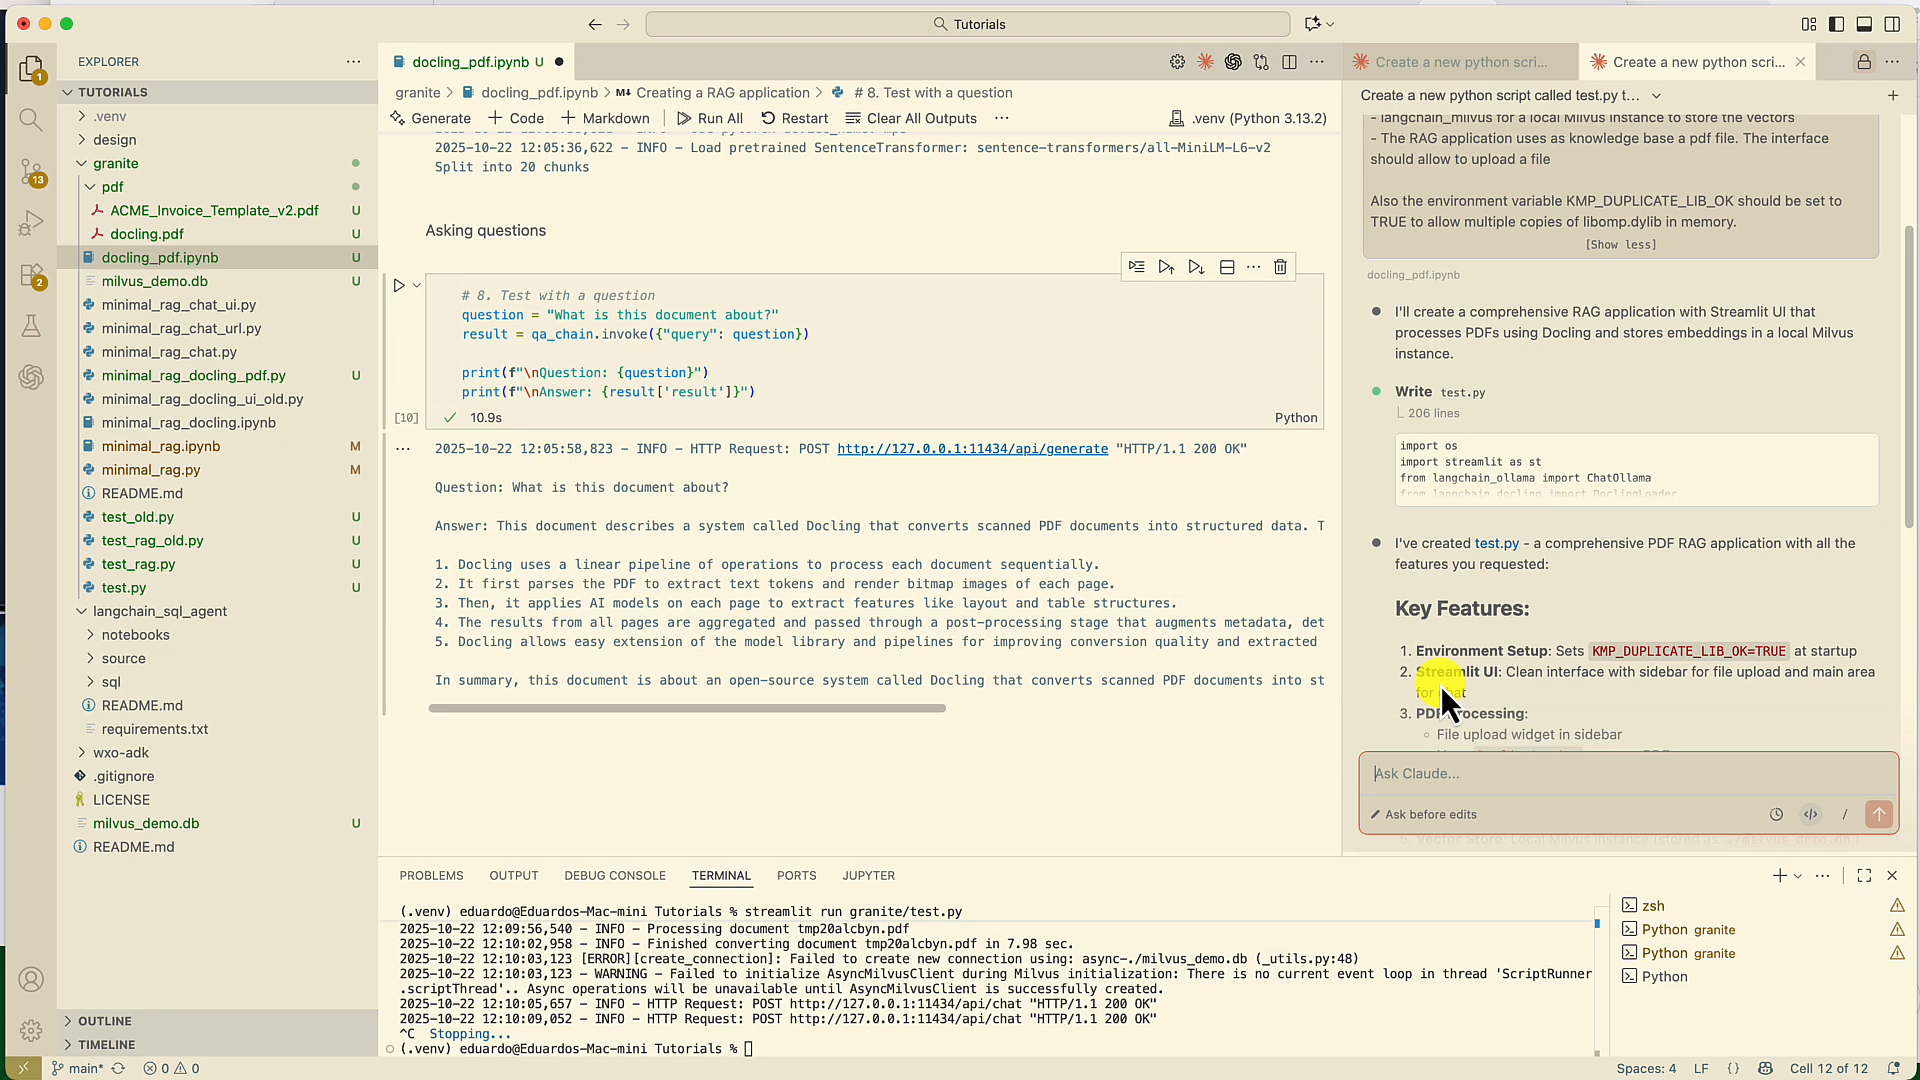 Tutorials
EXPLORER
TUTORIALS
.venv
design
granite
pdf
ACME_Invoice_Template_v2.pdf U
docling.pdf U
docling_pdf.ipynb U
milvus_demo.db U
minimal_rag_chat_ui.py
minimal_rag_chat_url.py
minimal_rag_chat.py
minimal_rag_docling_pdf.py U
minimal_rag_docling_ui_old.py
minimal_rag_docling.ipynb
minimal_rag.ipynb M
minimal_rag.py M
README.md
test_old.py U
test_rag_old.py U
test_rag.py U
test.py U
langchain_sql_agent
notebooks
source
sql
README.md
requirements.txt
wxo-adk
.gitignore
LICENSE
milvus_demo.db U
README.md
OUTLINE
TIMELINE
1
13
2
docling_pdf.ipynb U
granite > docling_pdf.ipynb > M↓ Creating a RAG application > # 8. Test with a question
Generate + Code + Markdown Run All Restart Clear All Outputs ... .venv (Python 3.13.2)
2025-10-22 12:05:36,622 - INFO - Load pretrained SentenceTransformer: sentence-transformers/all-MiniLM-L6-v2
Split into 20 chunks
Asking questions
# 8. Test with a question
question = "What is this document about?"
result = qa_chain.invoke({"query": question})
print(f"\nQuestion: {question}")
print(f"\nAnswer: {result['result']}")
[10] 10.9s Python
2025-10-22 12:05:58,823 - INFO - HTTP Request: POST http://127.0.0.1:11434/api/generate "HTTP/1.1 200 OK"
Question: What is this document about?
Answer: This document describes a system called Docling that converts scanned PDF documents into structured data. T
1. Docling uses a linear pipeline of operations to process each document sequentially.
2. It first parses the PDF to extract text tokens and render bitmap images of each page.
3. Then, it applies AI models on each page to extract features like layout and table structures.
4. The results from all pages are aggregated and passed through a post-processing stage that augments metadata, det
5. Docling allows easy extension of the model library and pipelines for improving conversion quality and extracted
In summary, this document is about an open-source system called Docling that converts scanned PDF documents into st
Create a new python scri...
Create a new python scri...
Create a new python script called test.py t...
- langchain_milvus for a local Milvus instance to store the vectors
- The RAG application uses as knowledge base a pdf file. The interface
should allow to upload a file
Also the environment variable KMP_DUPLICATE_LIB_OK should be set to
TRUE to allow multiple copies of libomp.dylib in memory.
[Show less]
docling_pdf.ipynb
I'll create a comprehensive RAG application with Streamlit UI that
processes PDFs using Docling and stores embeddings in a local Milvus
instance.
Write test.py
206 lines
import os
import streamlit as st
from langchain_ollama import ChatOllama
from langchain_docling import DoclingLoader
I've created test.py - a comprehensive PDF RAG application with all the
features you requested:
Key Features:
1. Environment Setup: Sets KMP_DUPLICATE_LIB_OK=TRUE at startup
2. Streamlit UI: Clean interface with sidebar for file upload and main area
for chat
3. PDF Processing:
File upload widget in sidebar
Ask Claude...
Ask before edits
5. Vector Store: Local Milvus instance (stored as ./milvus_demo.db)
PROBLEMS OUTPUT DEBUG CONSOLE TERMINAL PORTS JUPYTER
(.venv) eduardo@Eduardos-Mac-mini Tutorials % streamlit run granite/test.py
2025-10-22 12:09:56,540 - INFO - Processing document tmp20alcbyn.pdf
2025-10-22 12:10:02,958 - INFO - Finished converting document tmp20alcbyn.pdf in 7.98 sec.
2025-10-22 12:10:03,123 [ERROR][create_connection]: Failed to create new connection using: async-./milvus_demo.db (_utils.py:48)
2025-10-22 12:10:03,123 - WARNING - Failed to initialize AsyncMilvusClient during Milvus initialization: There is no current event loop in thread 'ScriptRunner
.scriptThread'.. Async operations will be unavailable until AsyncMilvusClient is successfully created.
2025-10-22 12:10:05,657 - INFO - HTTP Request: POST http://127.0.0.1:11434/api/chat "HTTP/1.1 200 OK"
2025-10-22 12:10:09,052 - INFO - HTTP Request: POST http://127.0.0.1:11434/api/chat "HTTP/1.1 200 OK"
^C Stopping...
(.venv) eduardo@Eduardos-Mac-mini Tutorials %
zsh
Python granite
Python granite
Python
main* 0 0
Spaces: 4 LF {} Cell 12 of 12